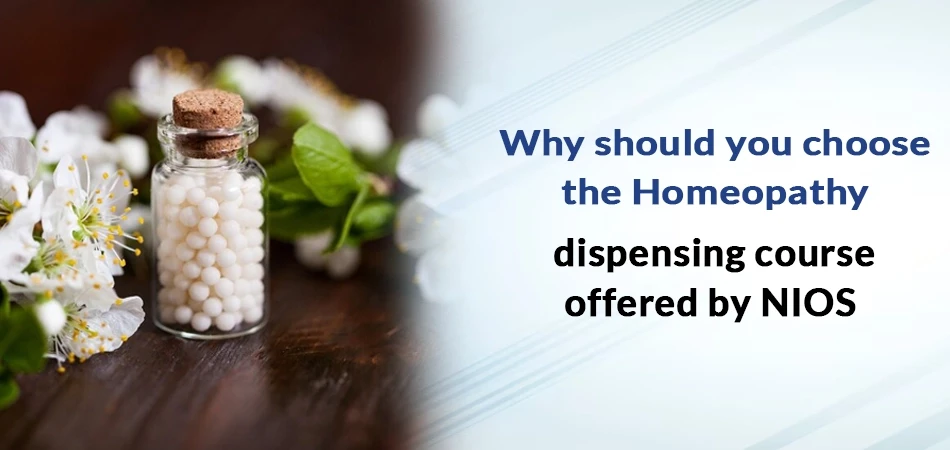 Why should you choose
the Homeopathy
dispensing course
offered by NIOS